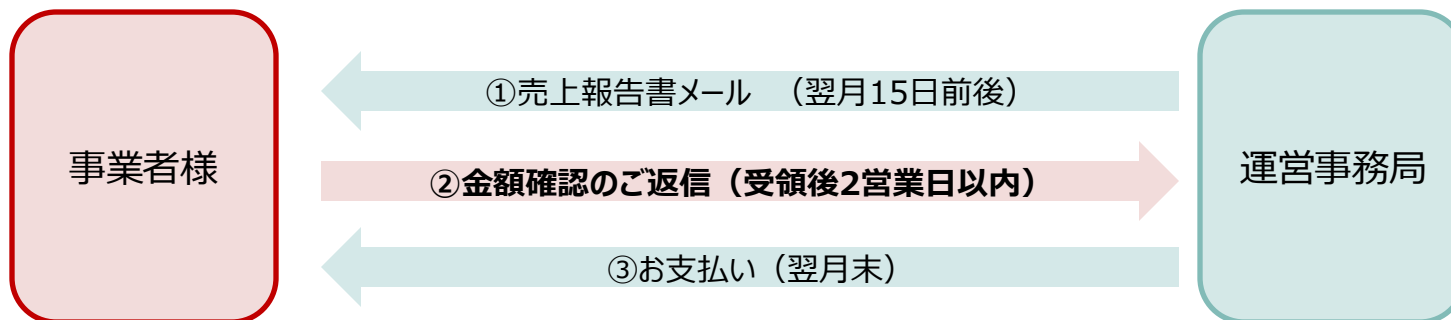 事業者様
①売上報告書メール　（翌月15日前後）
②金額確認のご返信（受領後2営業日以内）
③お支払い（翌月末）
運営事務局